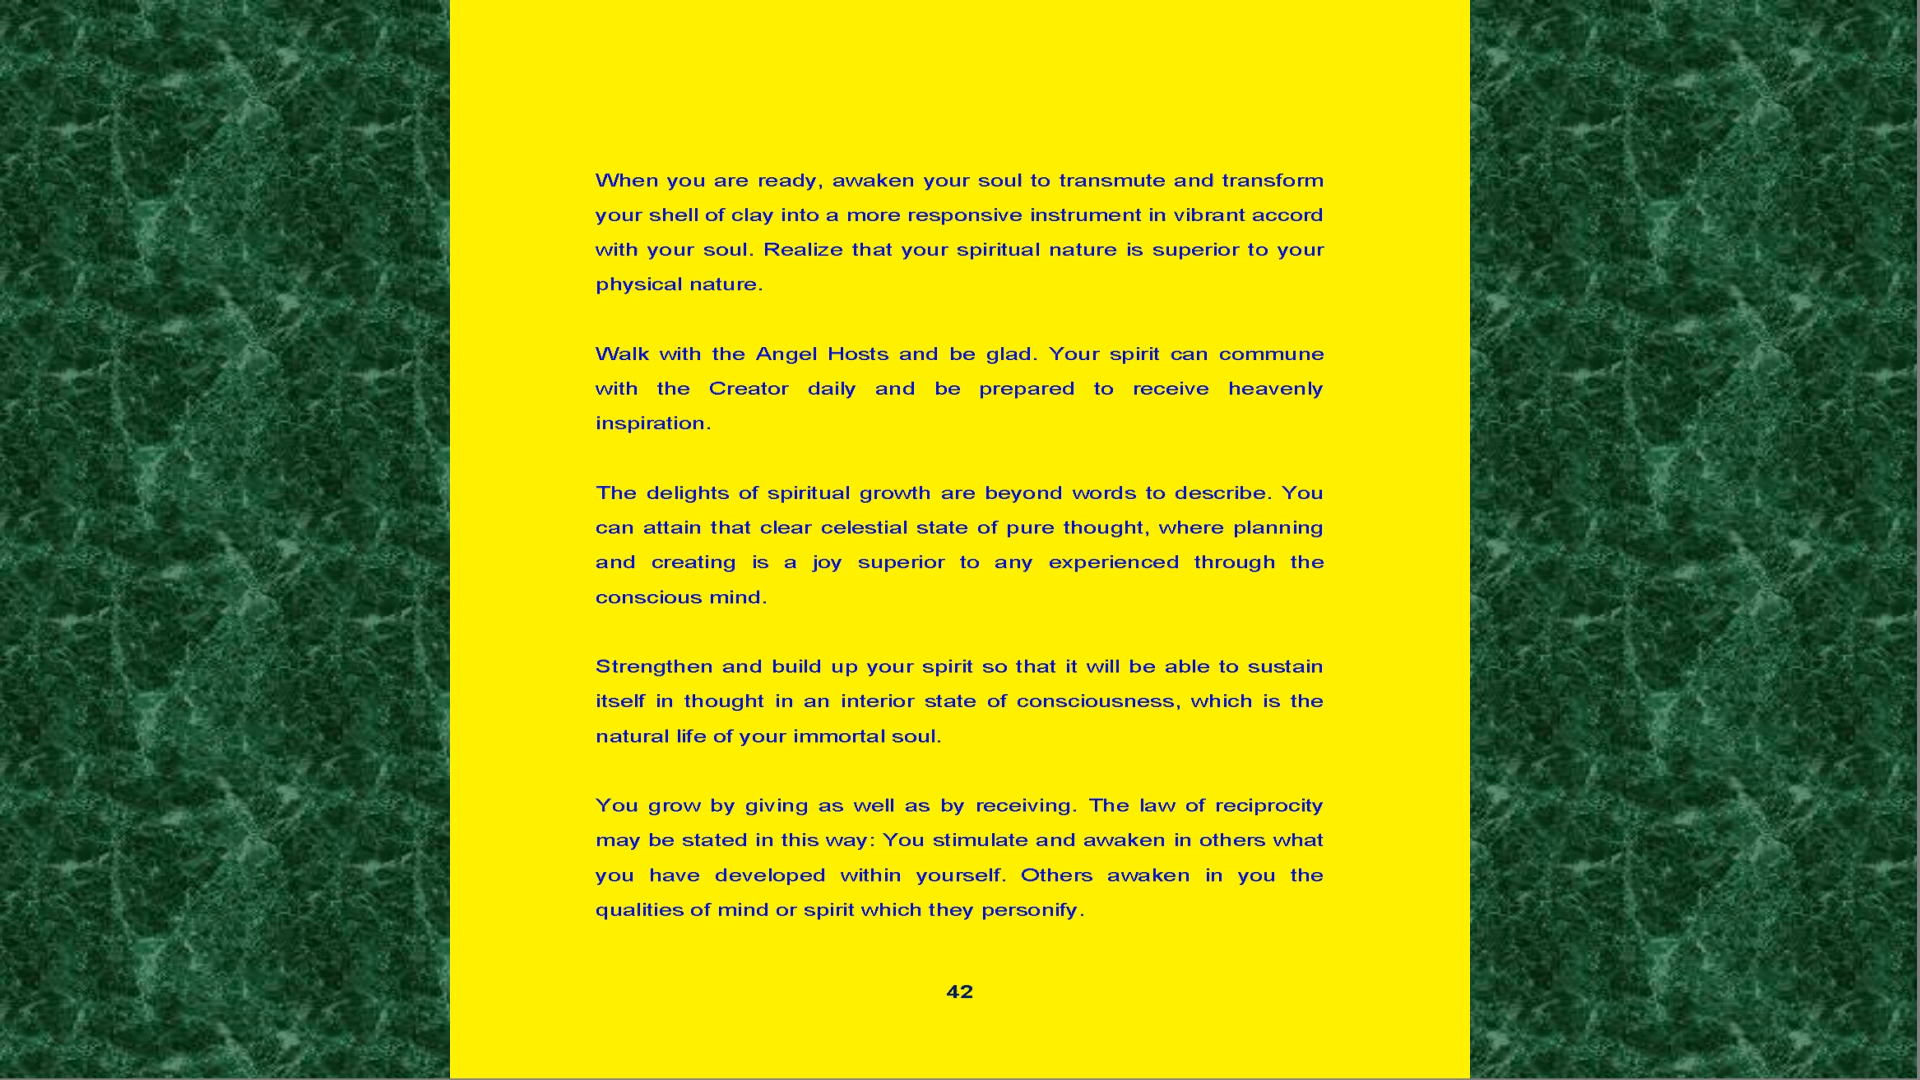 When you are ready, awaken your soul to transmute and transform
your shell of clay into a more responsive instrument in vibrant accord
with your soul. Realize that your spiritual nature is superior to your
physical nature.
Walk with the Angel Hosts and be glad. Your spirit can commune
with the Creator daily and be prepared to receive heavenly
inspiration.
The delights of spiritual growth are beyond words to describe. You
can attain that clear celestial state of pure thought, where planning
and creating is a joy superior to any experienced through the
conscious mind.
Strengthen and build up your spirit so that it will be able to sustain
itself in thought in an interior state of consciousness, which is the
natural life of your immortal soul.
You grow by giving as well as by receiving. The law of reciprocity
may be stated in this way: You stimulate and awaken in others what
you have developed within yourself. Others awaken in you the
qualities of mind or spirit which they personify.
42